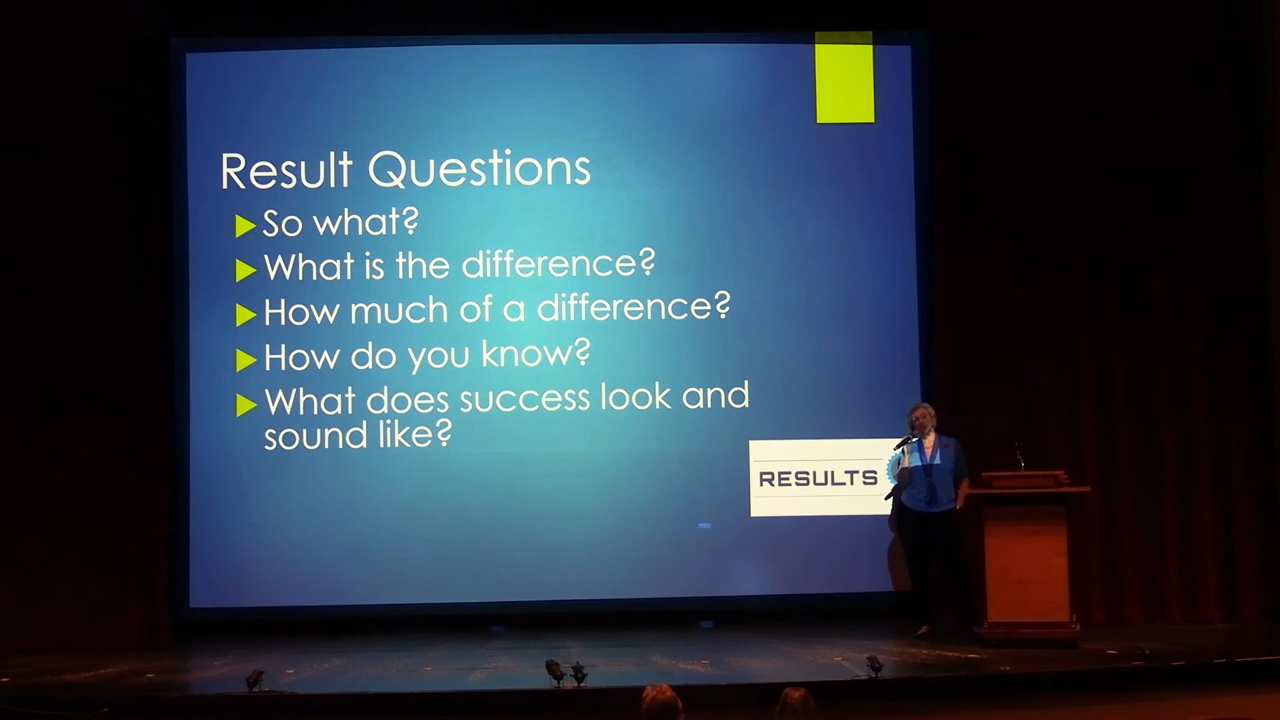 Result Questions
So what?
What is the difference?
How much of a difference?
How do you know?
What does success look and
sound like?
RESULTS